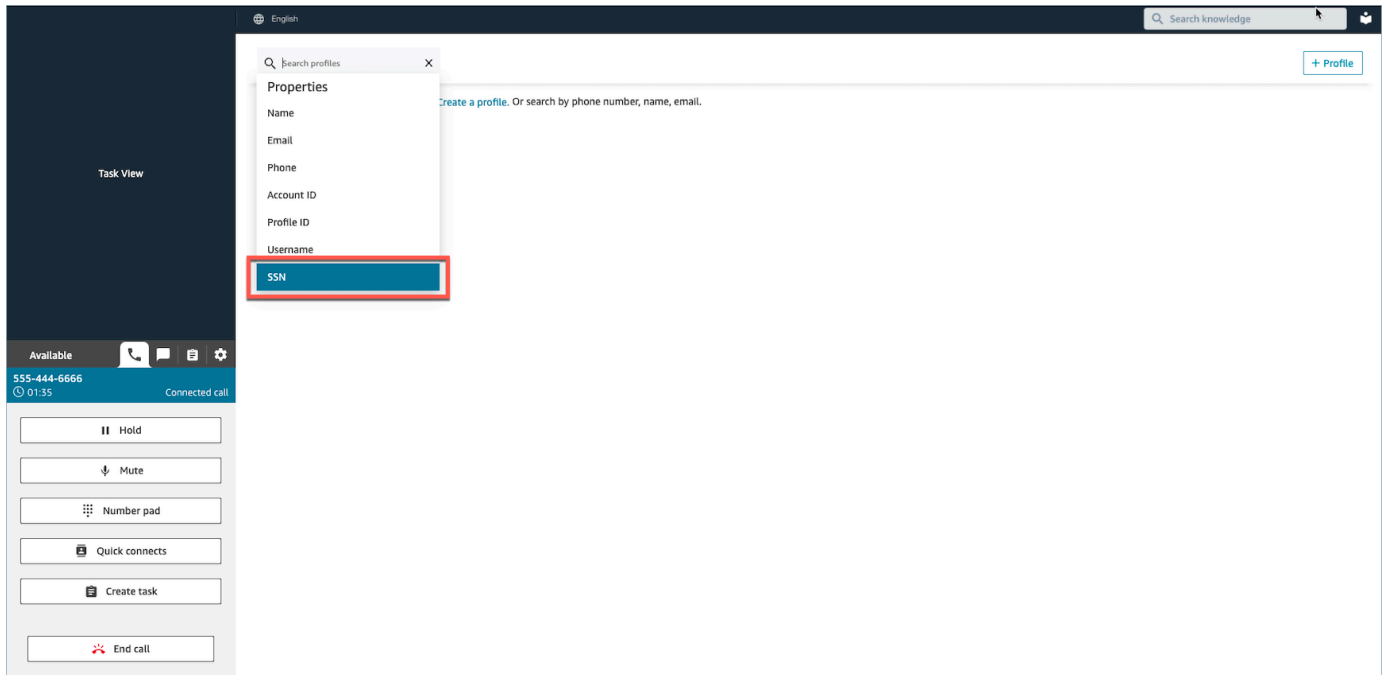 English
Search knowledge
Search profiles
+ Profile
Properties
Create a profile. Or search by phone number, name, email.
Name
Email
Phone
Account ID
Profile ID
Username
SSN
Task View
Available
555-444-6666
01:35 Connected call
Hold
Mute
Number pad
Quick connects
Create task
End call